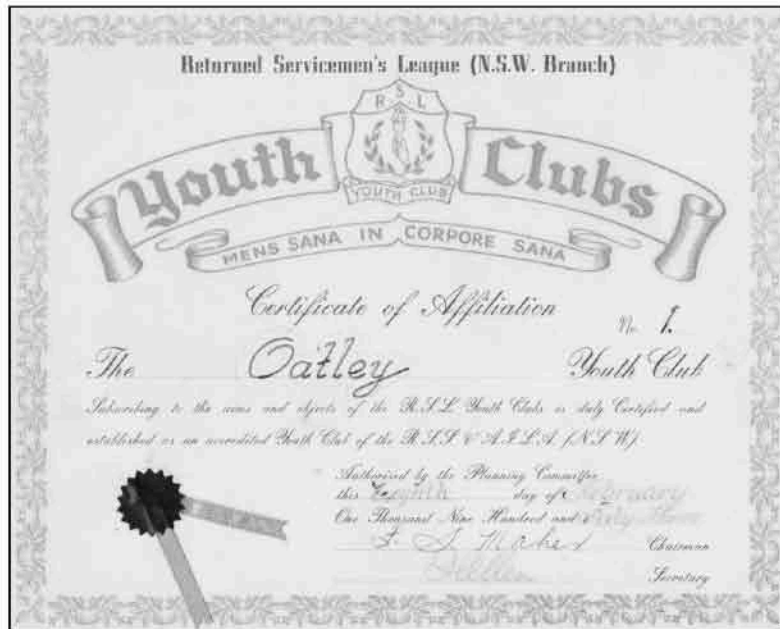 Returned Servicemen's League (N.S.W. Branch)
R S L
Youth Clubs
YOUTH CLUB
MENS SANA IN CORPORE SANA
Certificate of Affiliation
No. 1.
The Oatley Youth Club
Subscribing to the aims and objects of the R.S.L. Youth Clubs is duly Certified and
established as an accredited Youth Club of the R.S.S. & A.I.L.A. (N.S.W).
Authorised by the Planning Committee
this day of February
One Thousand Nine Hundred and
F. J. Maher Chairman
Secretary